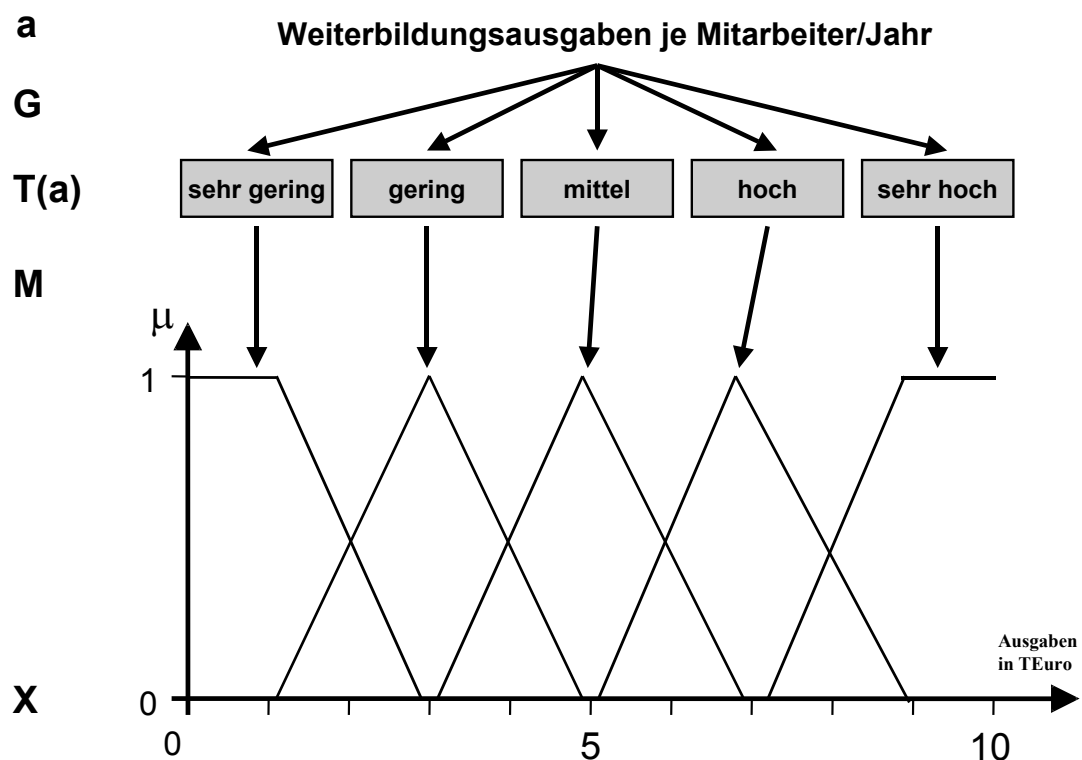 a
Weiterbildungsausgaben je Mitarbeiter/Jahr
G
T(a)
sehr gering gering mittel hoch sehr hoch
M
μ
1
Ausgaben
in TEuro
X
0
0 5 10